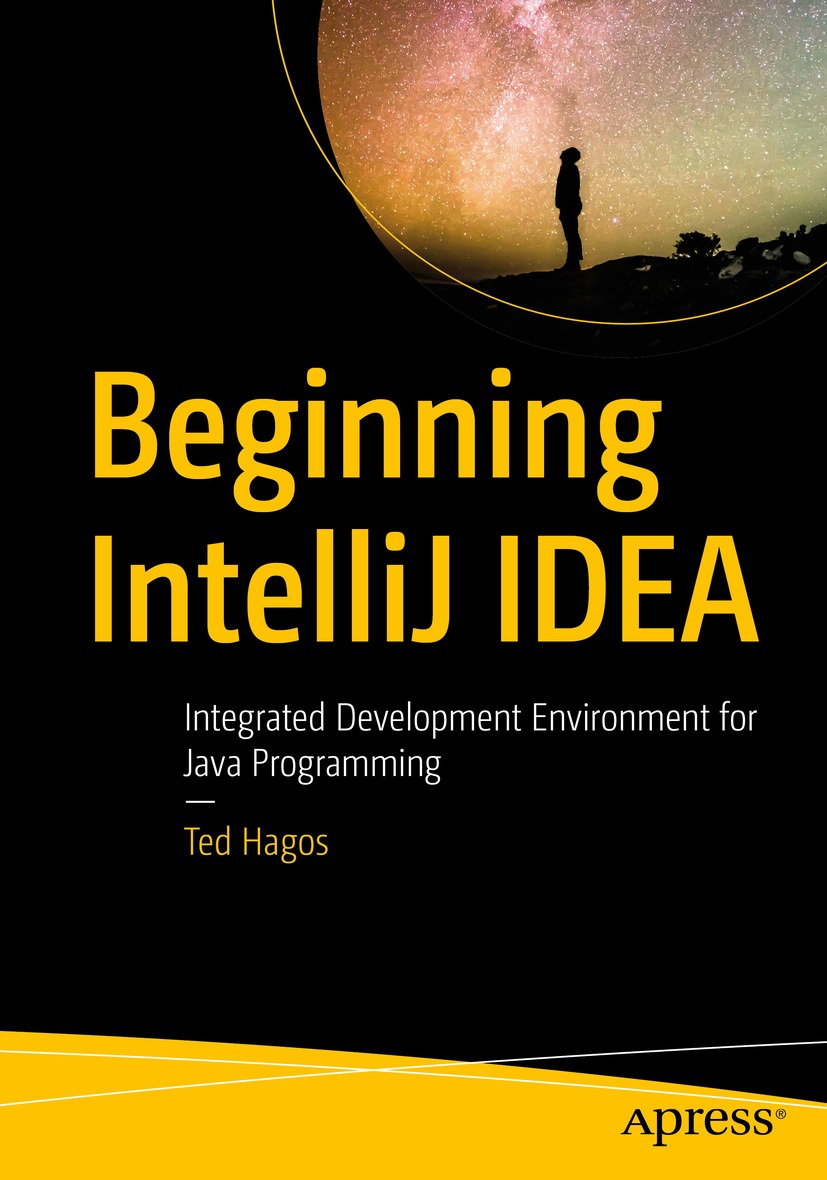 Beginning
IntelliJ IDEA
Integrated Development Environment for
Java Programming
—
Ted Hagos
Apress®